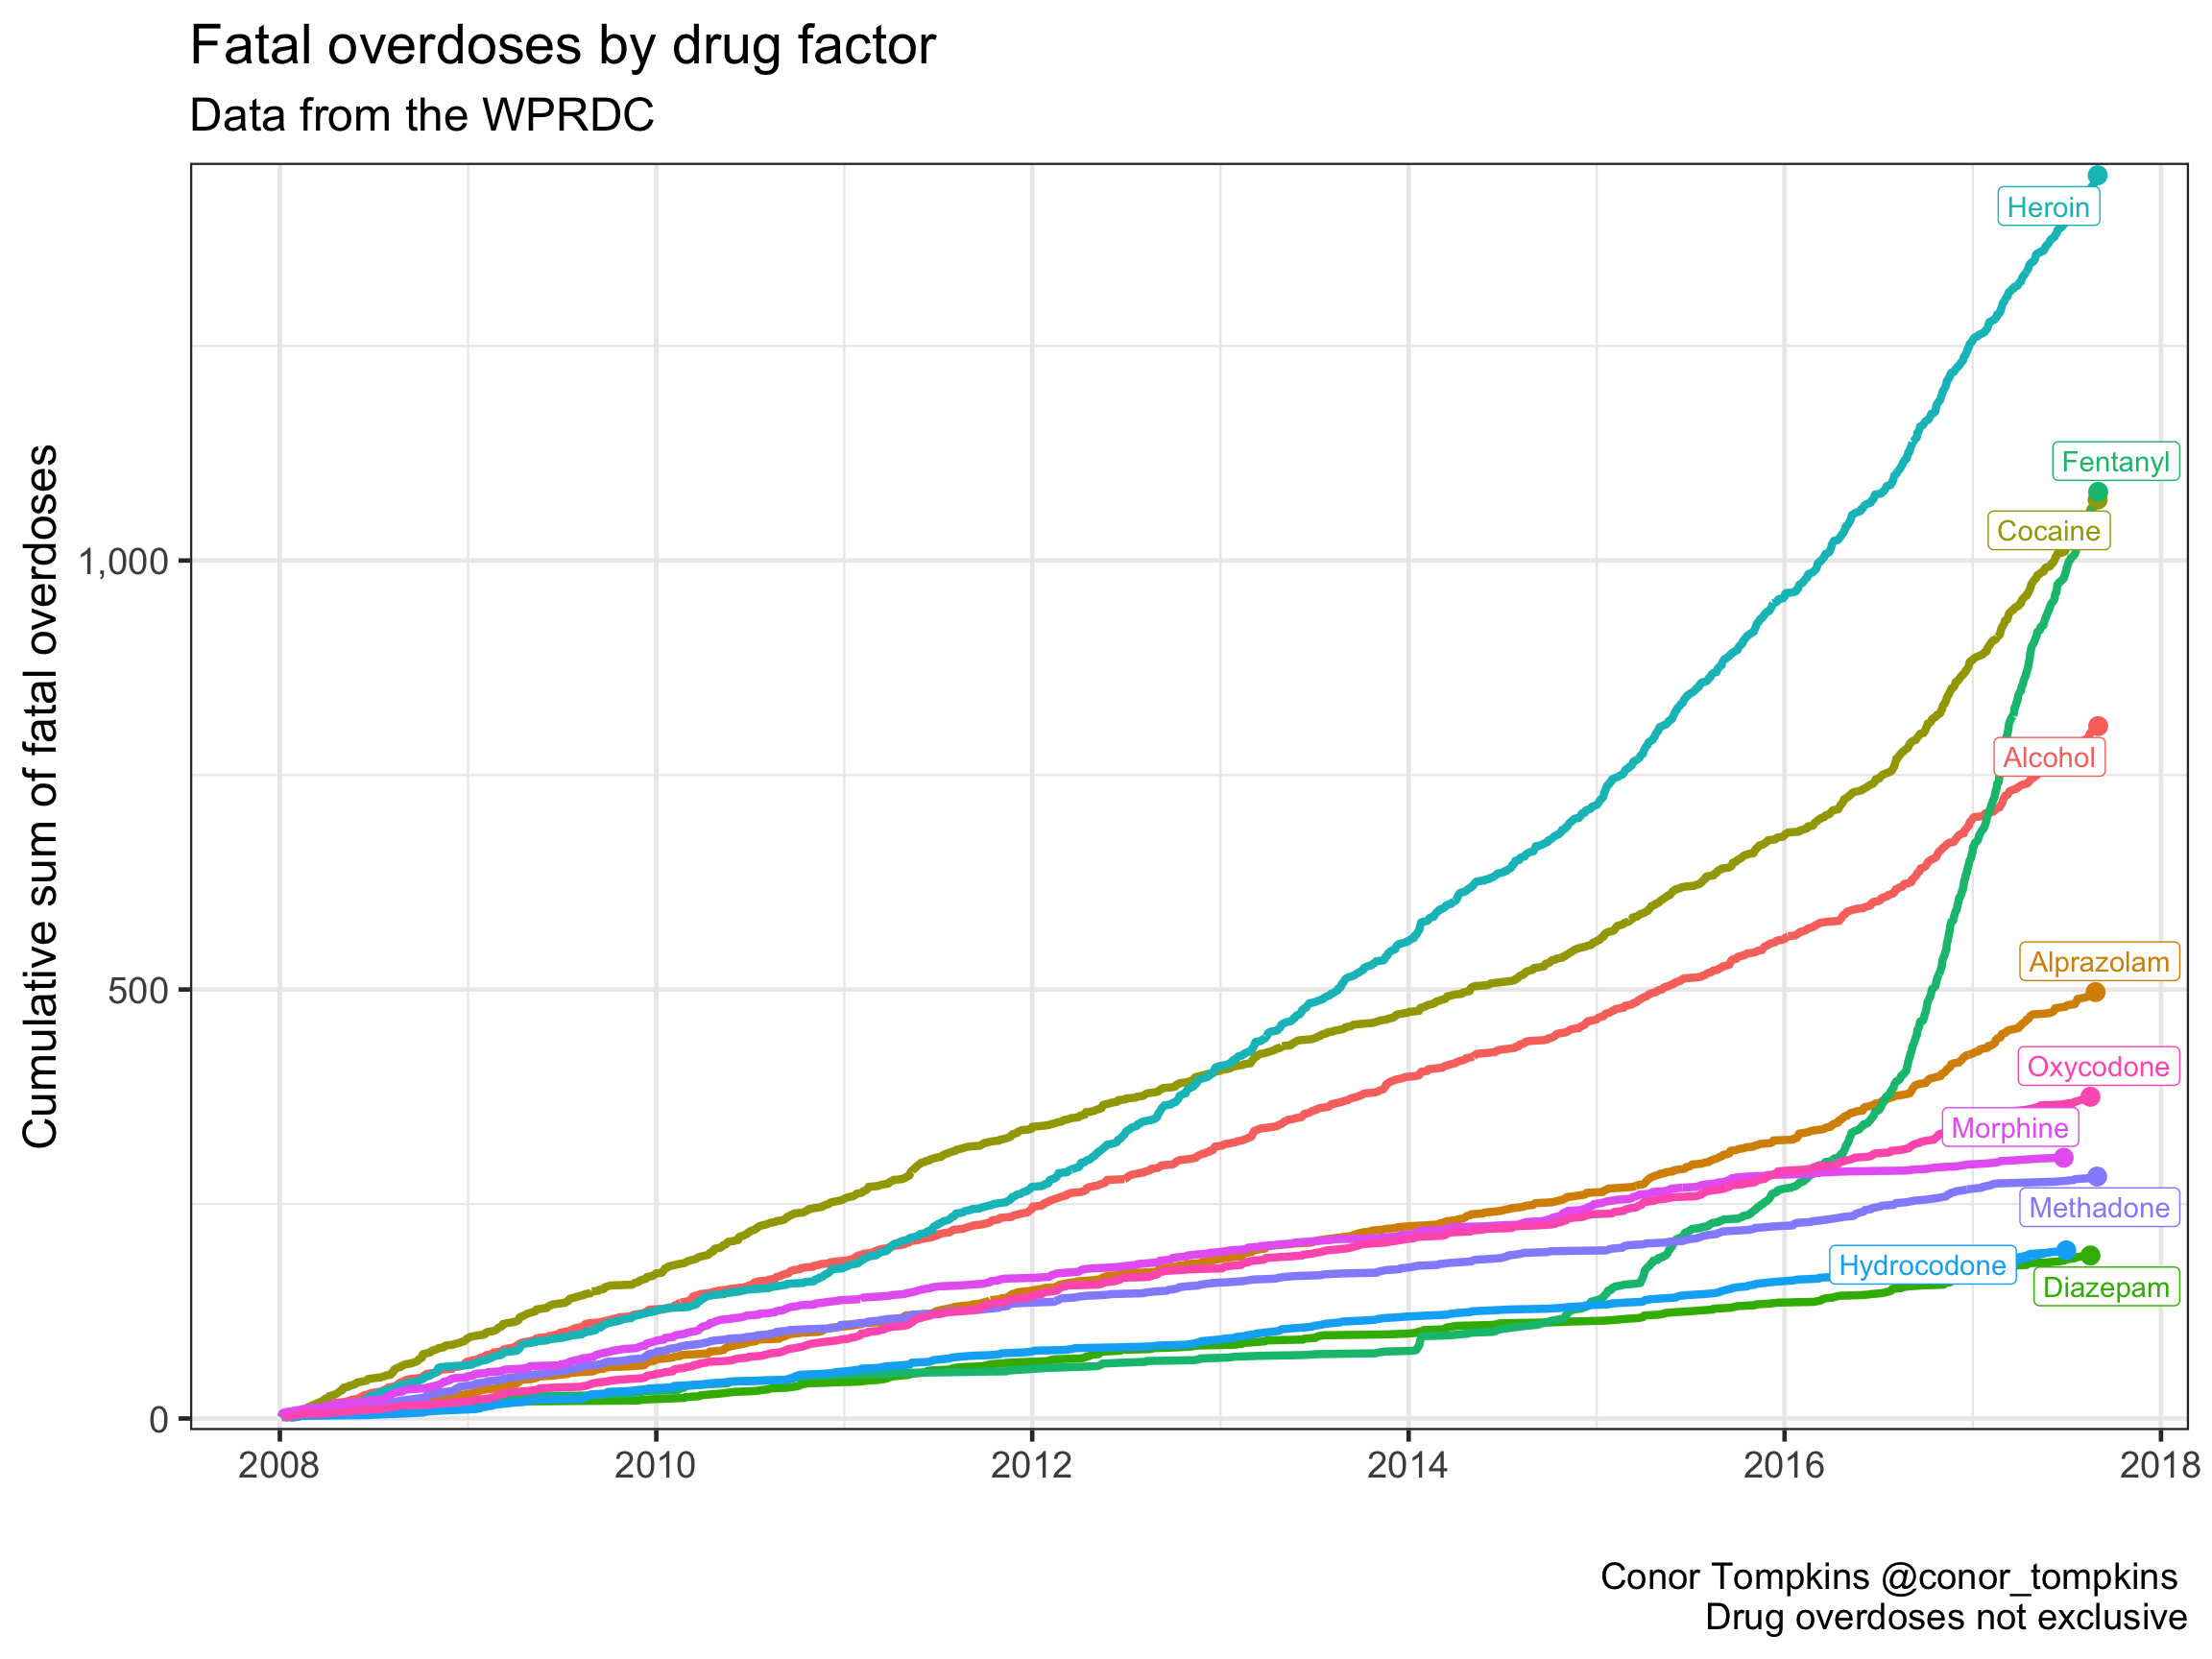 Fatal overdoses by drug factor
Data from the WPRDC
Cumulative sum of fatal overdoses
1,000
500
0
Heroin
Fentanyl
Cocaine
Alcohol
Alprazolam
Oxycodone
Morphine
Methadone
Hydrocodone
Diazepam
2008 2010 2012 2014 2016 2018
Conor Tompkins @conor_tompkins
Drug overdoses not exclusive